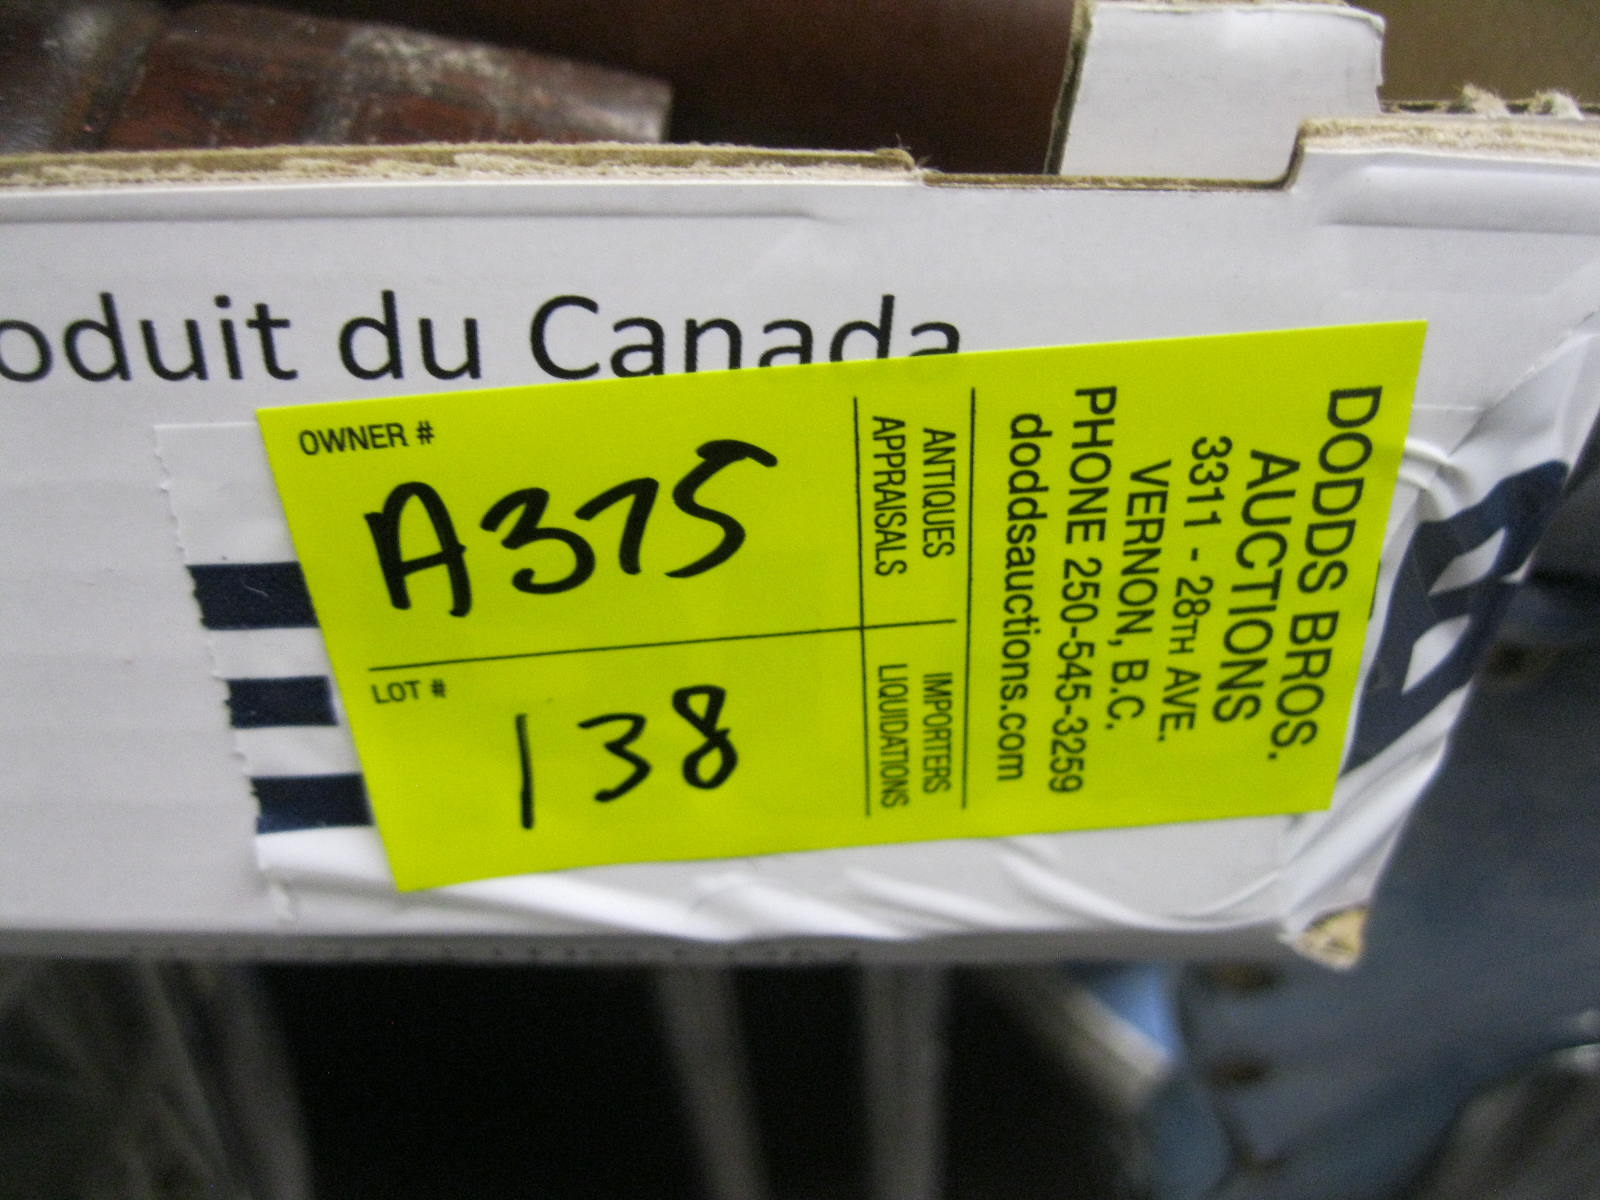 oduit du Canada
OWNER #
A375
LOT #
138
ANTIQUES
APPRAISALS
IMPORTERS
LIQUIDATIONS
DODDS BROS.
AUCTIONS
3311 - 28TH AVE.
VERNON, B.C.
PHONE 250-545-3259
doddsauctions.com